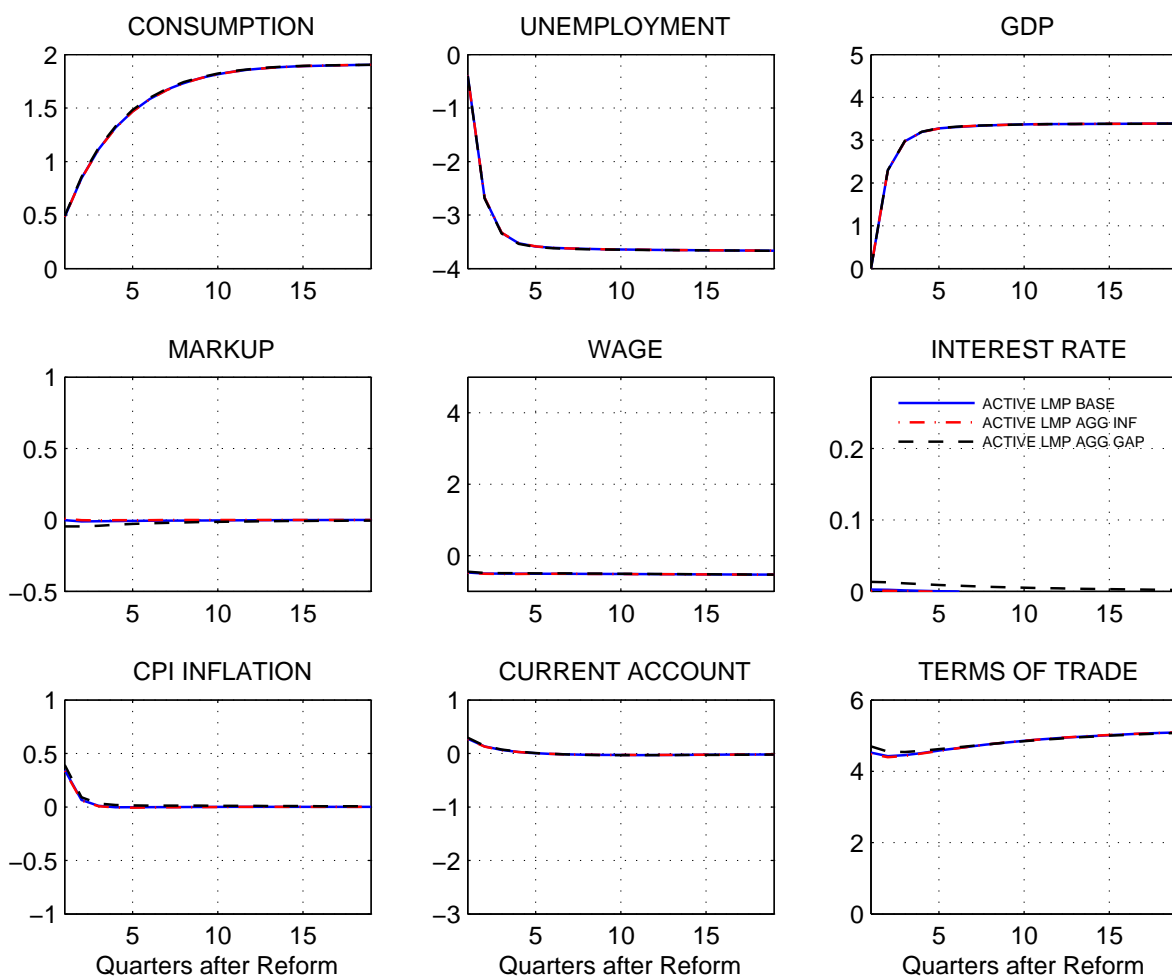 CONSUMPTION
2
1.5
1
0.5
0
5 10 15
UNEMPLOYMENT
0
−1
−2
−3
−4
5 10 15
GDP
5
4
3
2
1
0
5 10 15
MARKUP
1
0.5
0
−0.5
5 10 15
WAGE
4
2
0
5 10 15
INTEREST RATE
ACTIVE LMP BASE
ACTIVE LMP AGG INF
ACTIVE LMP AGG GAP
0.2
0.1
0
5 10 15
CPI INFLATION
1
0.5
0
−0.5
−1
5 10 15
Quarters after Reform
CURRENT ACCOUNT
1
0
−1
−2
−3
5 10 15
Quarters after Reform
TERMS OF TRADE
6
4
2
0
5 10 15
Quarters after Reform